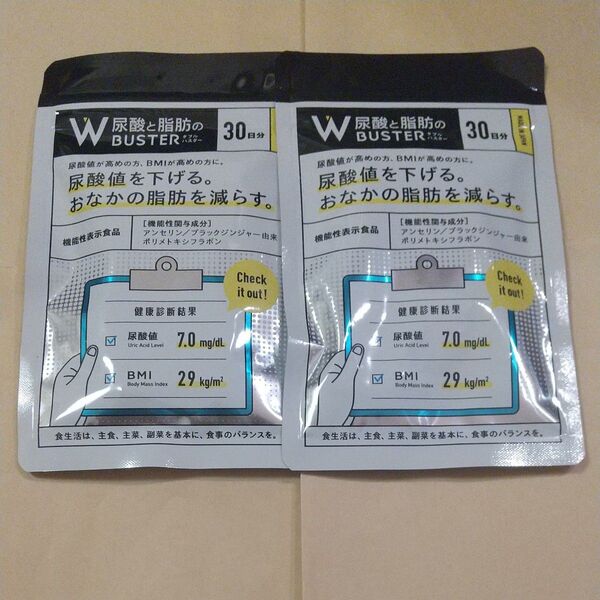 W 尿酸と脂肪の
BUSTER ダブル
バスター
30日分
尿酸値が高めの方、BMIが高めの方に。
尿酸値を下げる。
おなかの脂肪を減らす。
機能性表示食品
[機能性関与成分]
アンセリン/ブラックジンジャー由来
ポリメトキシフラボン
Check
it out!
健康診断結果
尿酸値 7.0 mg/dL
Uric Acid Level
BMI 29 kg/m²
Body Mass Index
食生活は、主食、主菜、副菜を基本に、食事のバランスを。
W 尿酸と脂肪の
BUSTER ダブル
バスター
30日分
MADE IN JAPAN
尿酸値が高めの方、BMIが高めの方に。
尿酸値を下げる。
おなかの脂肪を減らす。
機能性表示食品
[機能性関与成分]
アンセリン/ブラックジンジャー由来
ポリメトキシフラボン
Check
it out!
健康診断結果
尿酸値 7.0 mg/dL
Uric Acid Level
BMI 29 kg/m²
Body Mass Index
食生活は、主食、主菜、副菜を基本に、食事のバランスを。